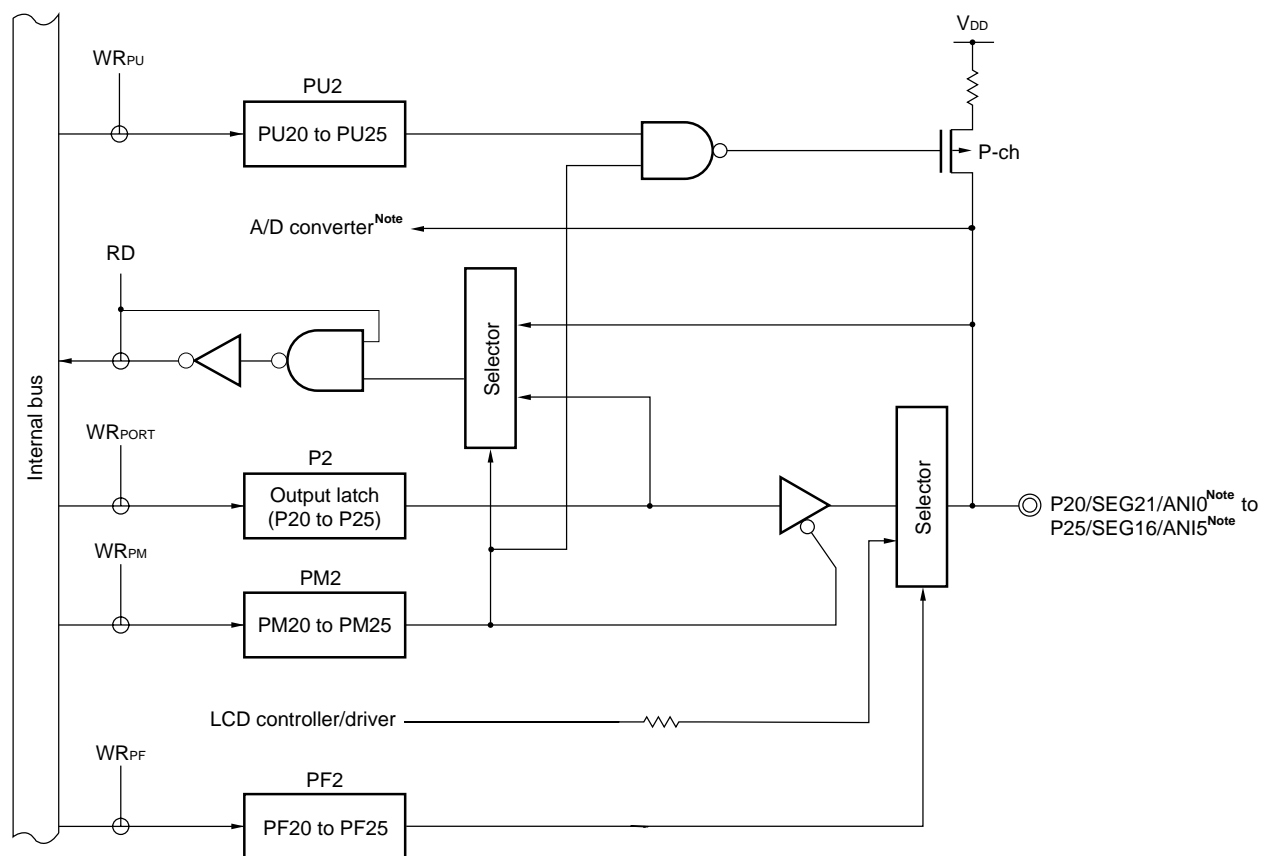 VDD
WRPU
PU2
PU20 to PU25
P-ch
A/D converterNote
RD
Selector
Internal bus
WRPORT
P2
Output latch
(P20 to P25)
Selector
P20/SEG21/ANI0Note to
P25/SEG16/ANI5Note
WRPM
PM2
PM20 to PM25
LCD controller/driver
WRPF
PF2
PF20 to PF25